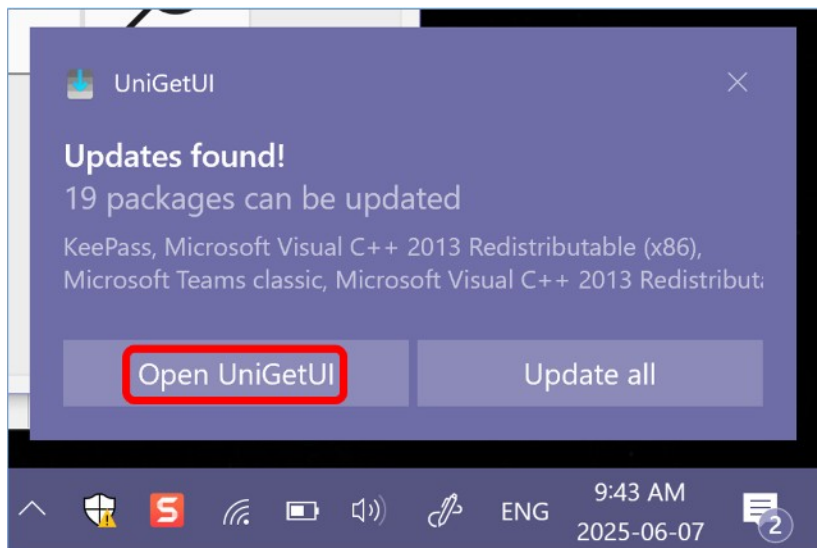 UniGetUI
Updates found!
19 packages can be updated
KeePass, Microsoft Visual C++ 2013 Redistributable (x86),
Microsoft Teams classic, Microsoft Visual C++ 2013 Redistributa
Open UniGetUI
Update all
S
ENG
9:43 AM
2025-06-07
2